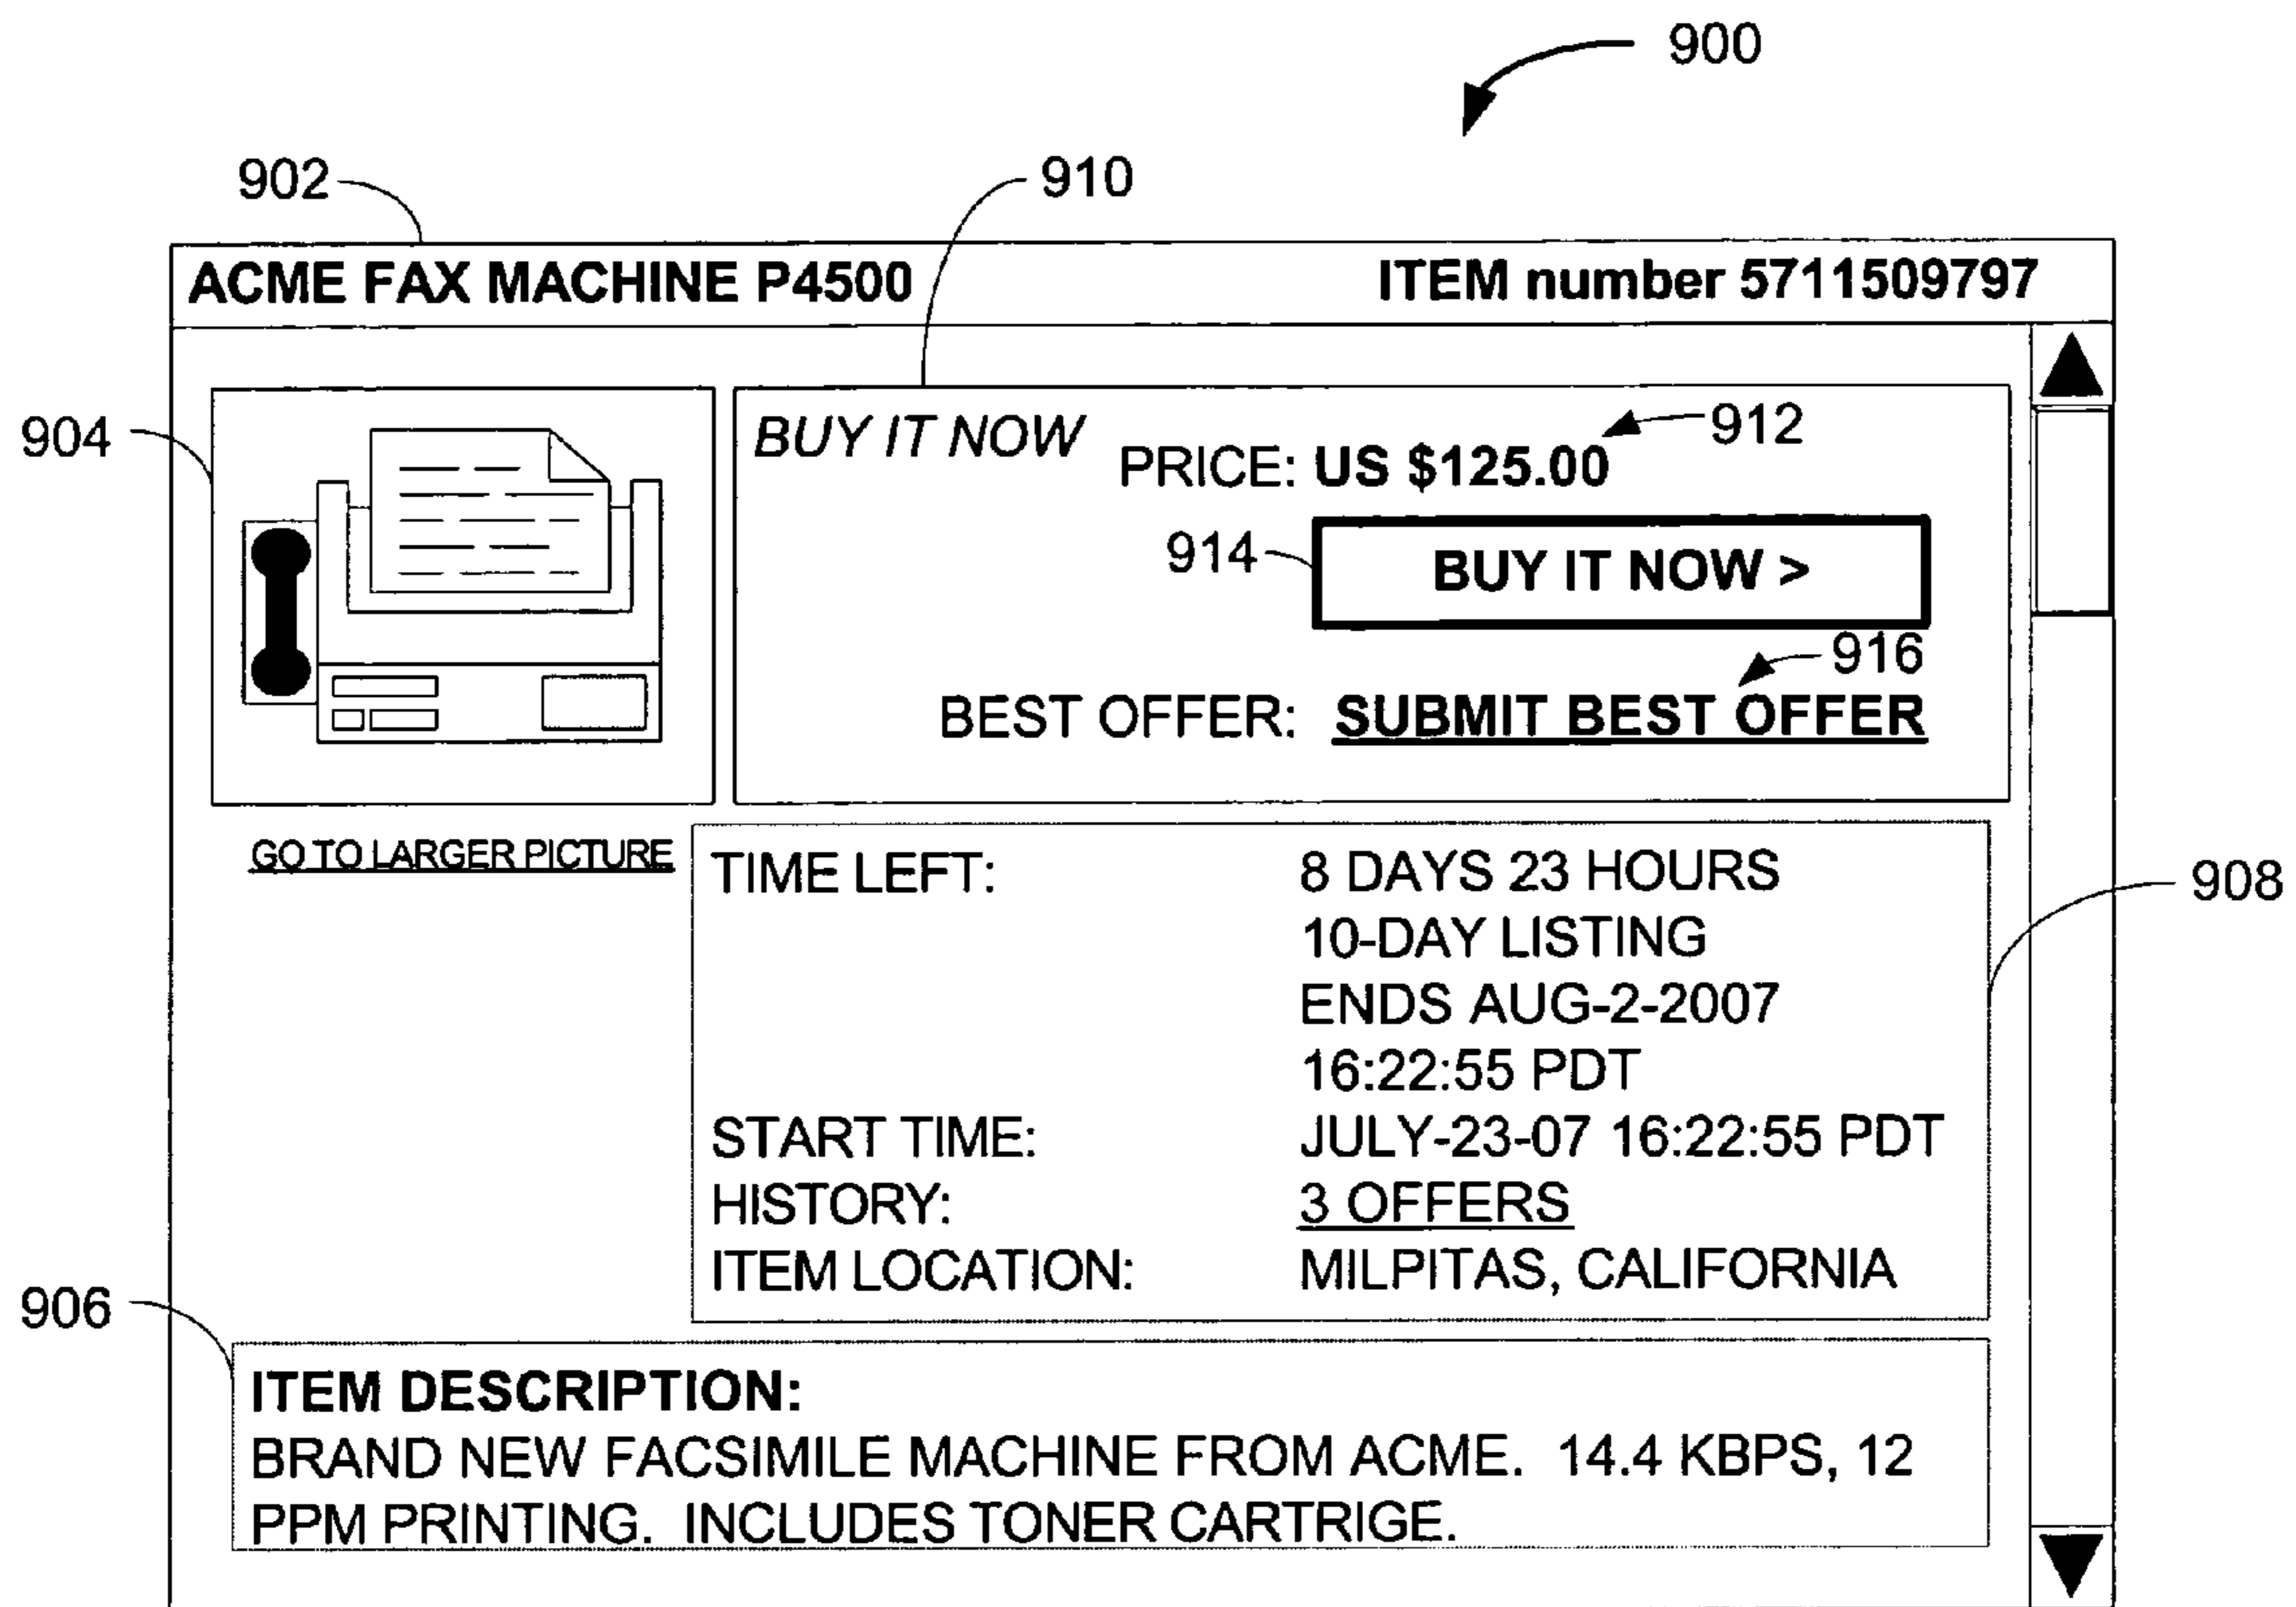 900
902
910
ACME FAX MACHINE P4500 ITEM number 5711509797
904
BUY IT NOW
912
PRICE: US $125.00
914
BUY IT NOW >
916
BEST OFFER: SUBMIT BEST OFFER
GO TO LARGER PICTURE
TIME LEFT: 8 DAYS 23 HOURS
908
10-DAY LISTING
ENDS AUG-2-2007
16:22:55 PDT
START TIME: JULY-23-07 16:22:55 PDT
HISTORY: 3 OFFERS
ITEM LOCATION: MILPITAS, CALIFORNIA
906
ITEM DESCRIPTION:
BRAND NEW FACSIMILE MACHINE FROM ACME. 14.4 KBPS, 12
PPM PRINTING. INCLUDES TONER CARTRIGE.